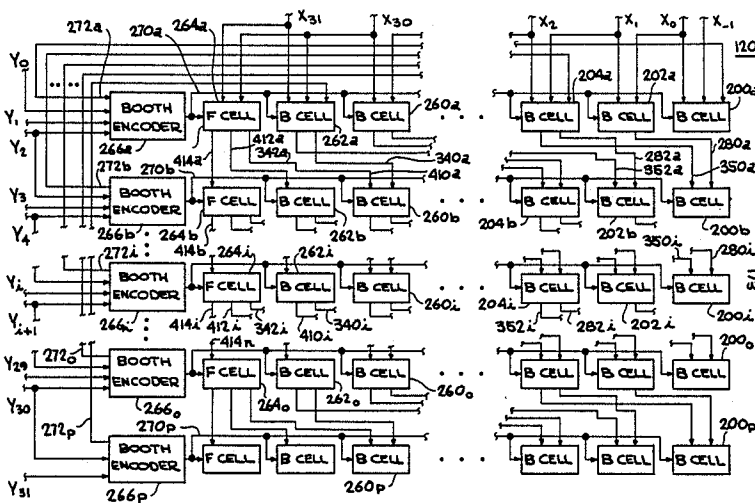 272a 264a X31 X30 X2 X1 X0 X-1
270a 120
Y0 204a 202a 200a
BOOTH ENCODER F CELL B CELL B CELL B CELL B CELL B CELL
Y1 260a
266a 412a 262a 280a
Y2 414a 342a 340a 282a 350a
272b 270b 410a 352a
BOOTH ENCODER F CELL B CELL B CELL B CELL B CELL B CELL
Y3 260b 204b
Y4 266b 264b 414b 262b 202b 200b
272i 264i 262i 350i 280i
Yi BOOTH ENCODER F CELL B CELL B CELL B CELL B CELL B CELL
260i 204i
Yi+1 266i 414i 412i 342i 410i 340i 352i 282i 202i 200i
272o 414n 200o
Y29 BOOTH ENCODER F CELL B CELL B CELL B CELL B CELL B CELL
Y30 266o 264o 262o 260o
272p 270p 200p
BOOTH ENCODER F CELL B CELL B CELL B CELL B CELL B CELL
Y31 266p 260p